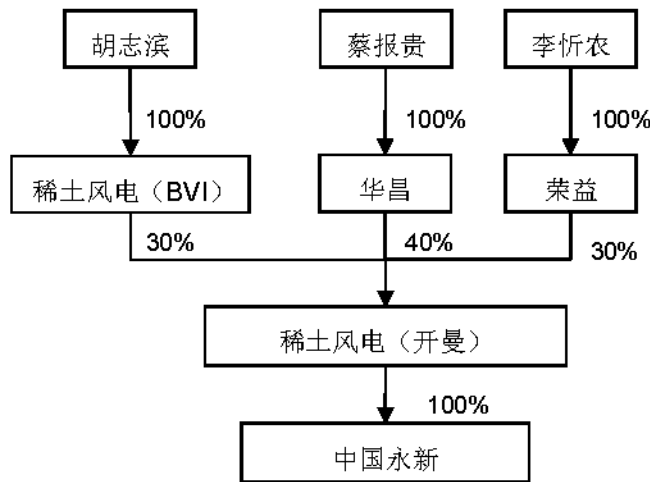 胡志滨
蔡报贵
李忻农
100%
100%
100%
稀土风电（BVI）
华昌
荣益
30%
40%
30%
稀土风电（开曼）
100%
中国永新